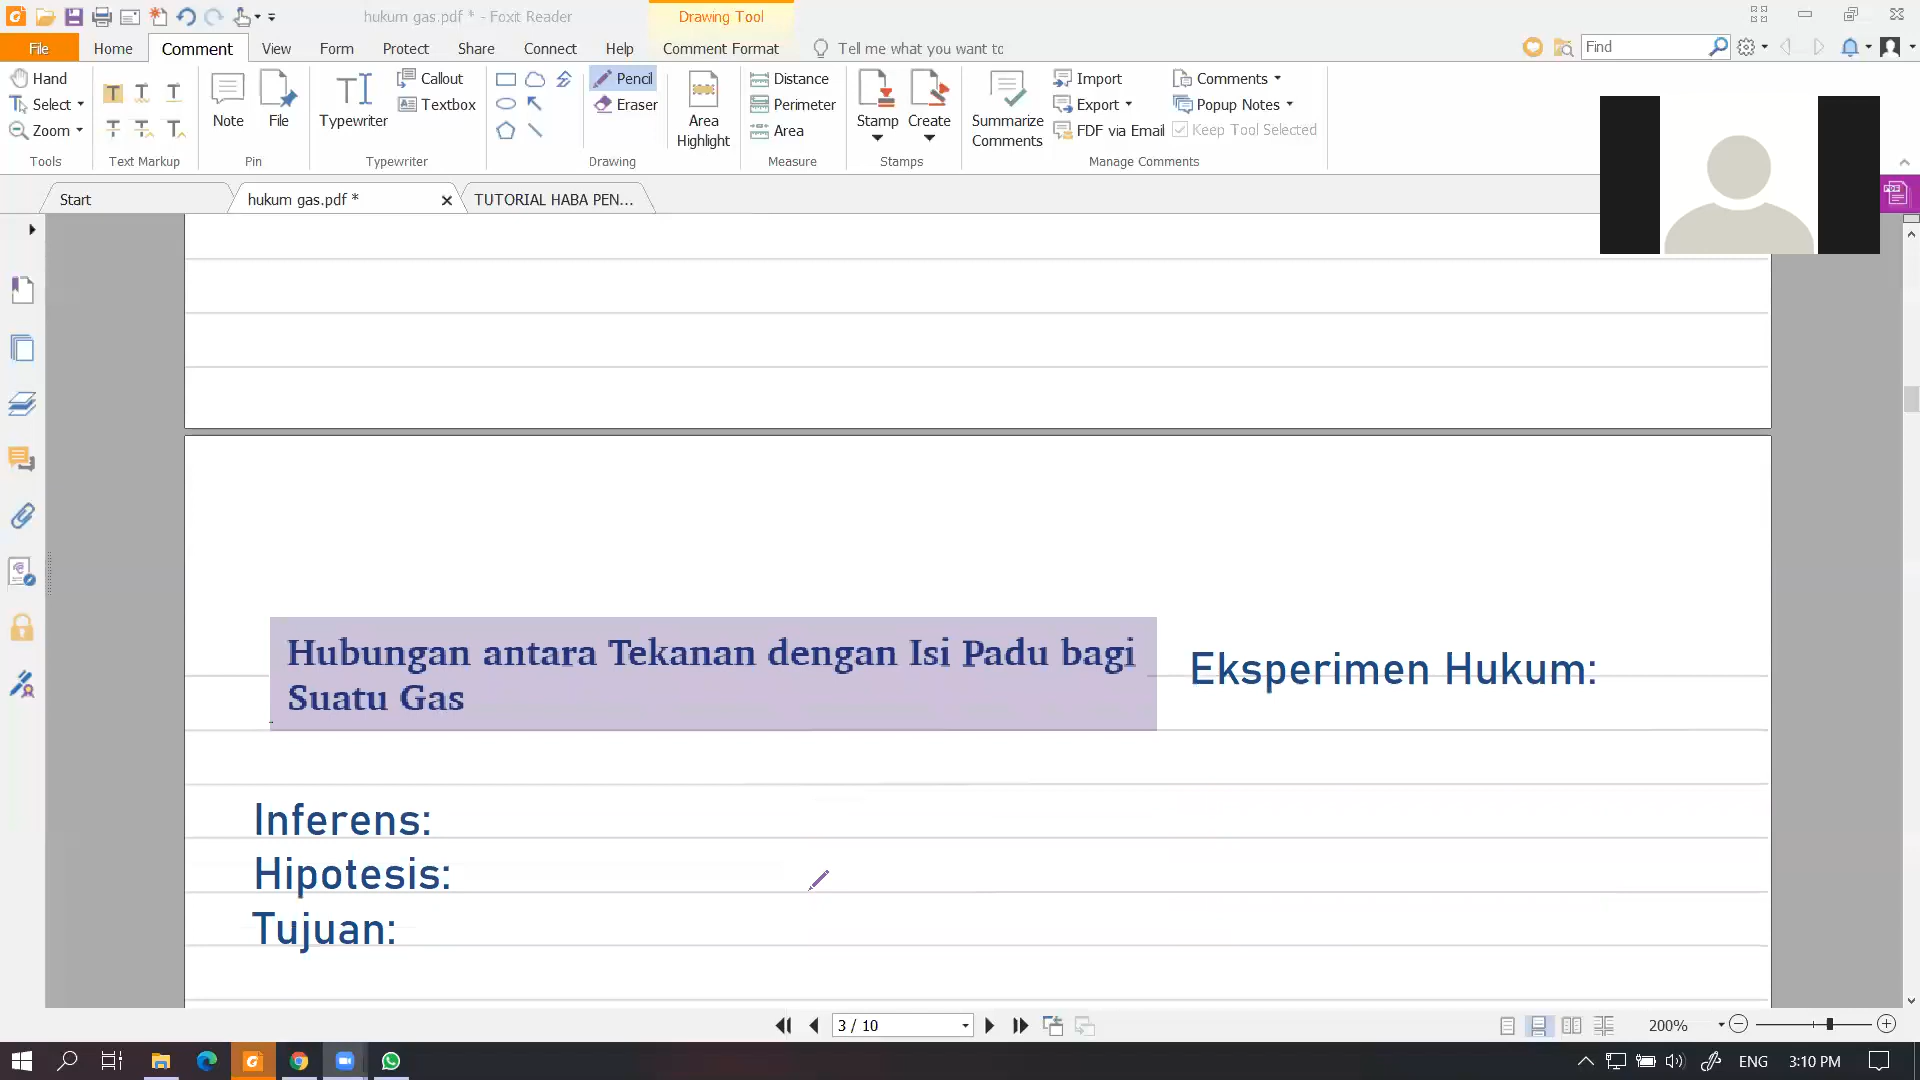 hukum gas.pdf * - Foxit Reader
Drawing Tool
File
Home
Comment
View
Form
Protect
Share
Connect
Help
Comment Format
Tell me what you want to
Find
Hand
Select
Zoom
Tools
Text Markup
Note
File
Pin
Typewriter
Callout
Textbox
Typewriter
Pencil
Eraser
Drawing
Area
Highlight
Distance
Perimeter
Area
Measure
Stamp
Create
Stamps
Summarize
Comments
Import
Export
FDF via Email
Comments
Popup Notes
Keep Tool Selected
Manage Comments
Start
hukum gas.pdf *
TUTORIAL HABA PEN...
Hubungan antara Tekanan dengan Isi Padu bagi
Suatu Gas
Eksperimen Hukum:
Inferens:
Hipotesis:
Tujuan:
3 / 10
200%
ENG
3:10 PM